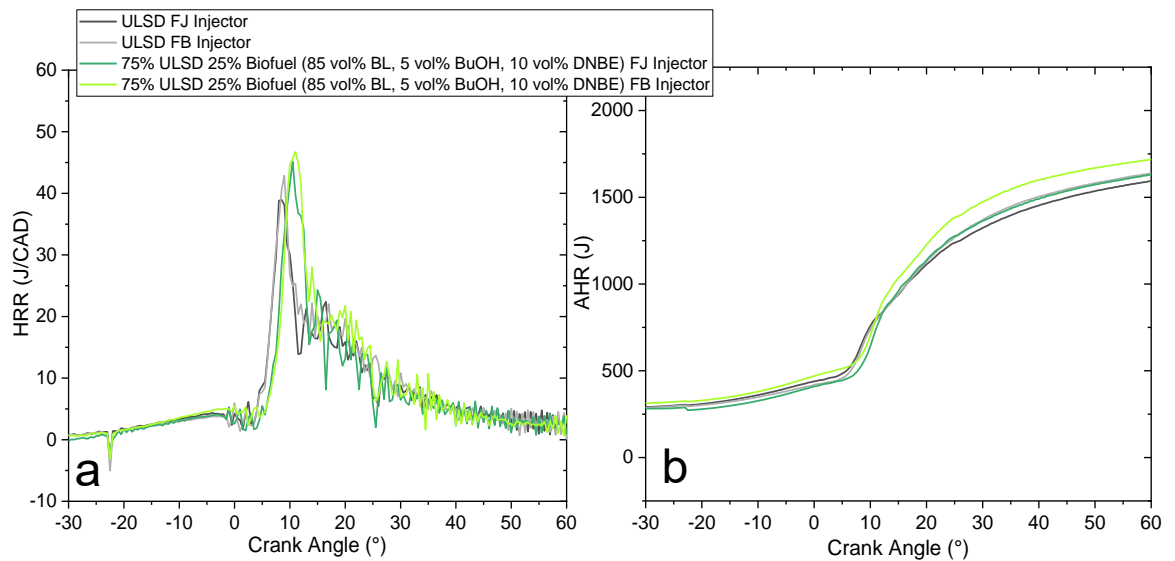 ULSD FJ Injector
ULSD FB Injector
75% ULSD 25% Biofuel (85 vol% BL, 5 vol% BuOH, 10 vol% DNBE) FJ Injector
75% ULSD 25% Biofuel (85 vol% BL, 5 vol% BuOH, 10 vol% DNBE) FB Injector
60
50
40
30
20
10
0
-10
HRR (J/CAD)
a
-30 -20 -10 0 10 20 30 40 50 60
Crank Angle (°)
2000
1500
1000
500
0
AHR (J)
b
-30 -20 -10 0 10 20 30 40 50 60
Crank Angle (°)